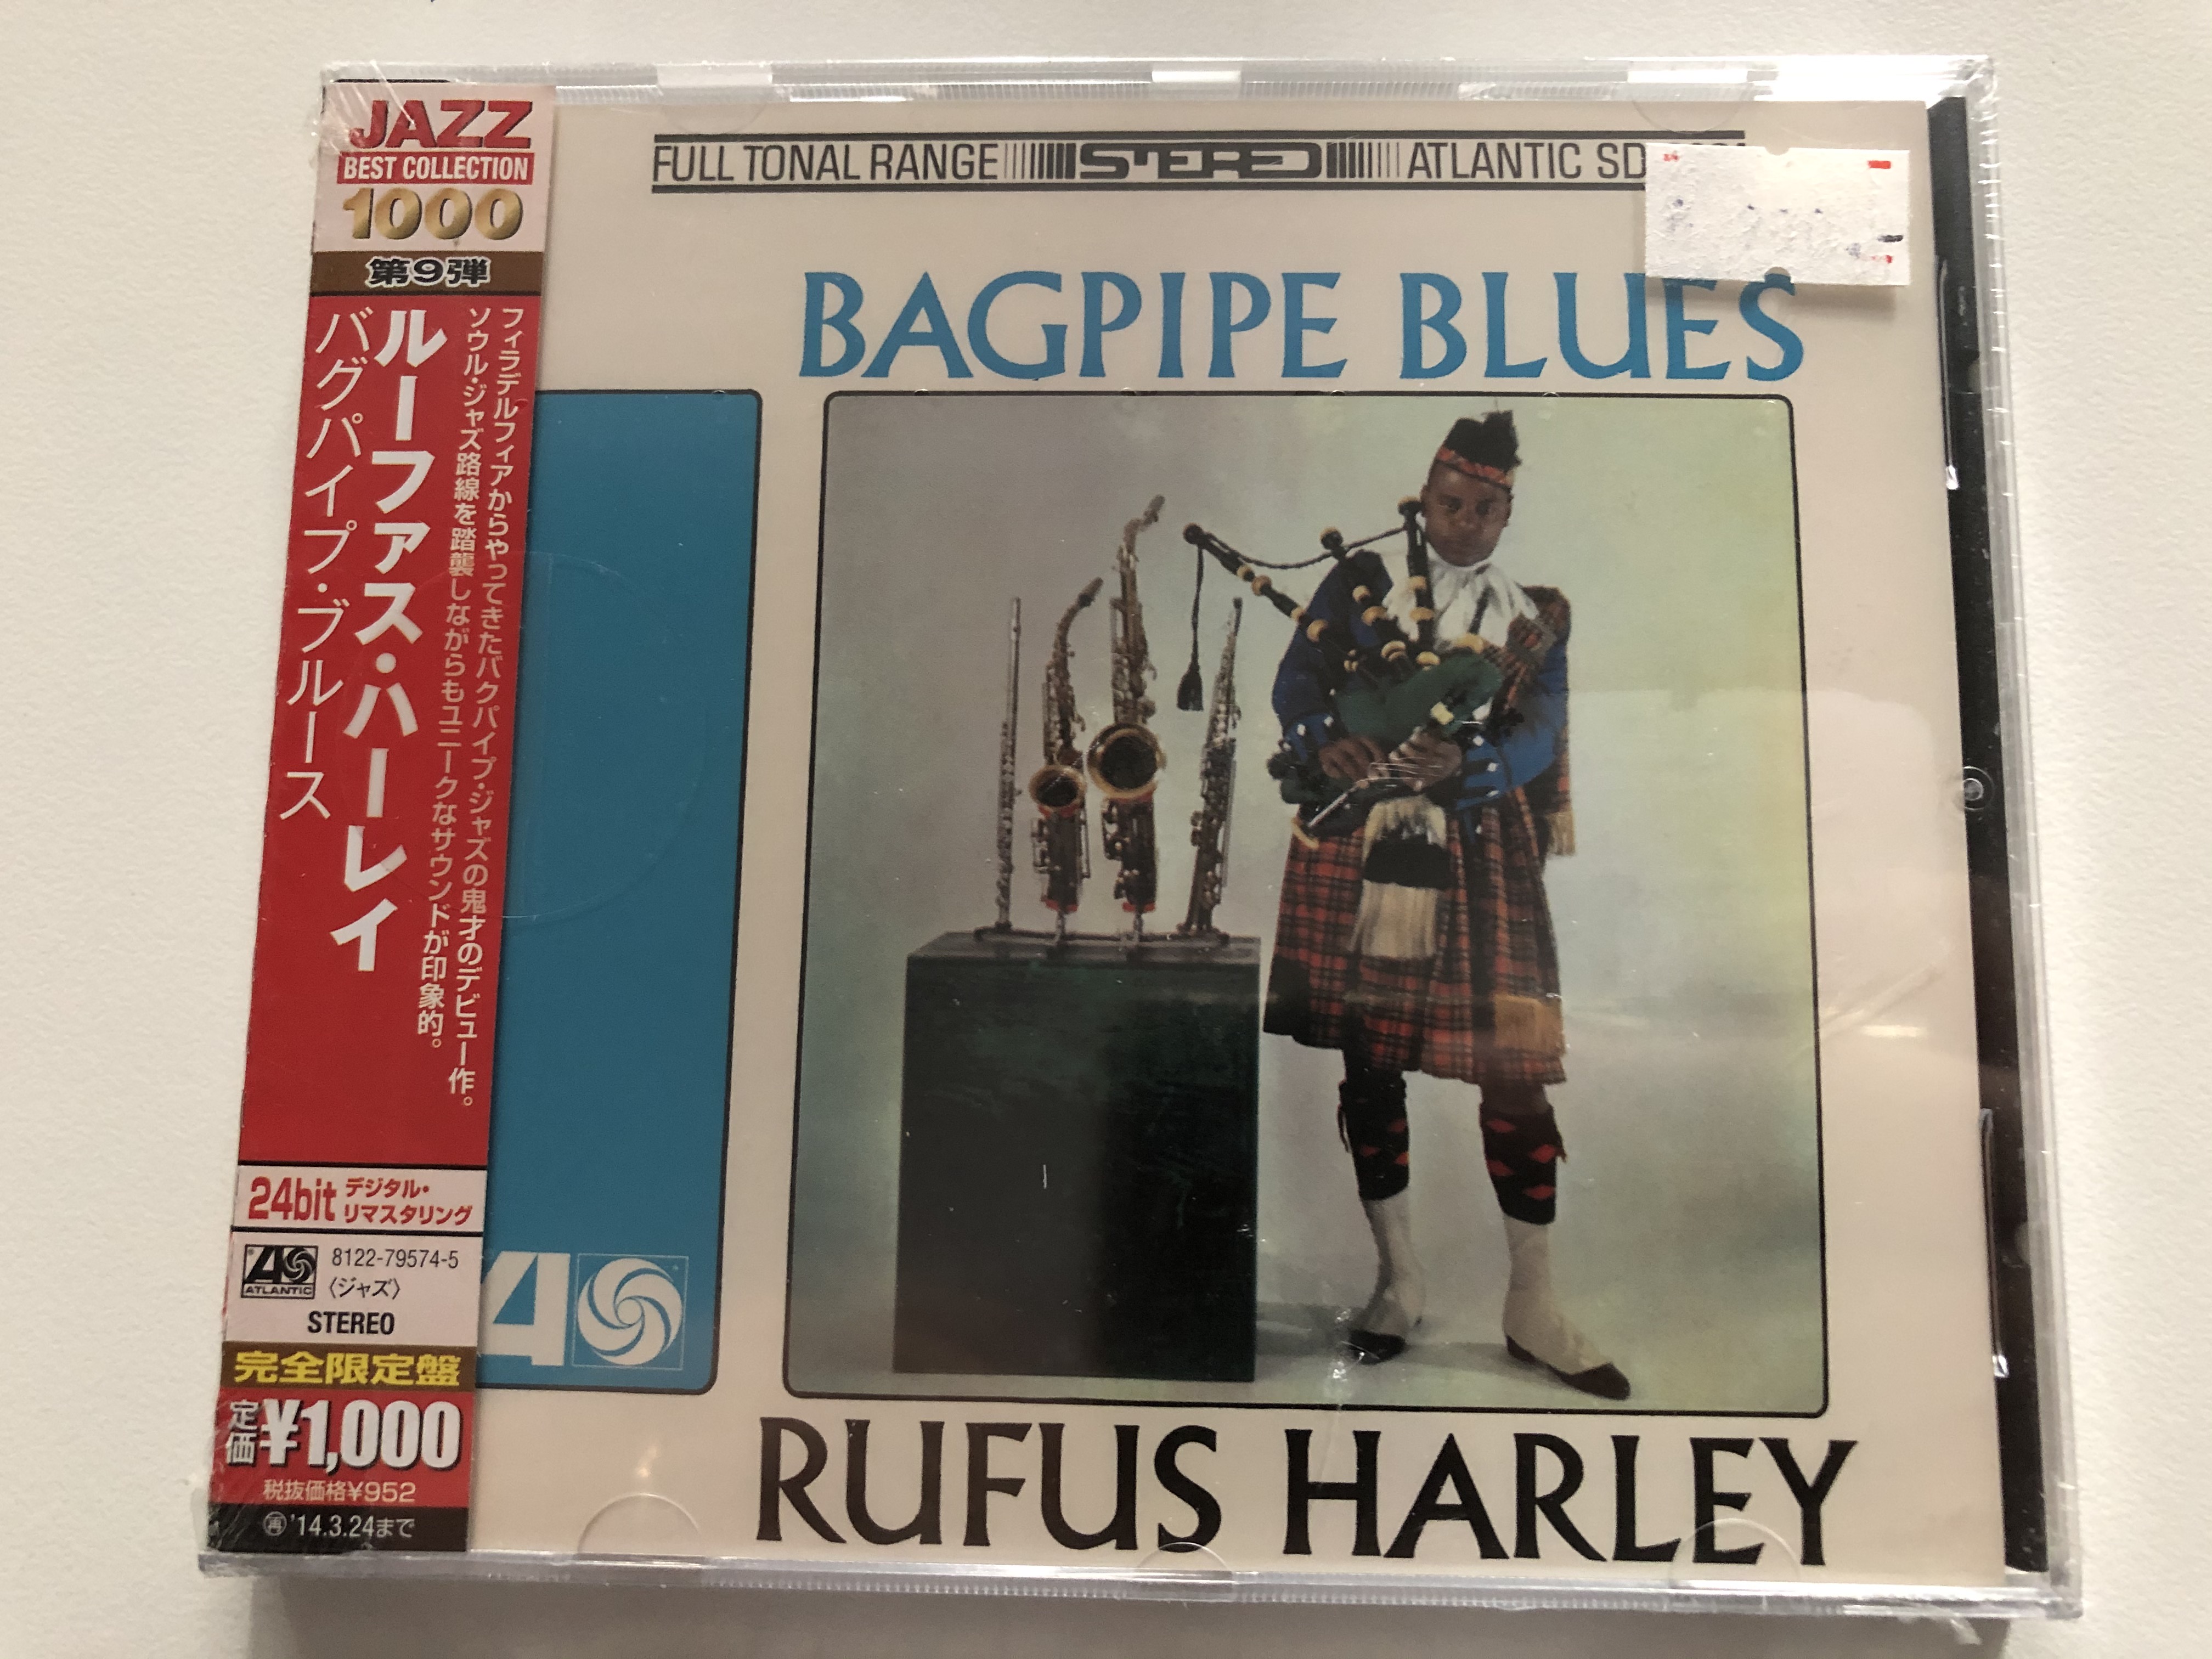 JAZZ
BEST COLLECTION
1000
第9弾
フィラデルフィアからやってきたバグパイプ・ジャズの鬼才のデビュー作。
ソウル・ジャズ路線を踏襲しながらもユニークなサウンドが印象的。
ルーファス・ハーレイ
バグパイプ・ブルース
24bit デジタル・
リマスタリング
ATLANTIC
8122-79574-5
〈ジャズ〉
STEREO
完全限定盤
定価¥1,000
税抜価格¥952
再'14.3.24まで
FULL TONAL RANGE STEREO ATLANTIC SD
BAGPIPE BLUES
RUFUS HARLEY